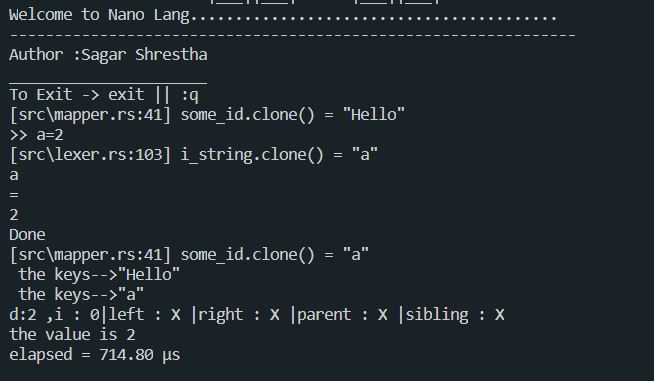 Welcome to Nano Lang.......................................
-------------------------------------------------------------
Author :Sagar Shrestha
_____________________
To Exit -> exit || :q
[src\mapper.rs:41] some_id.clone() = "Hello"
>> a=2
[src\lexer.rs:103] i_string.clone() = "a"
a
=
2
Done
[src\mapper.rs:41] some_id.clone() = "a"
 the keys-->"Hello"
 the keys-->"a"
d:2 ,i : 0|left : X |right : X |parent : X |sibling : X
the value is 2
elapsed = 714.80 µs